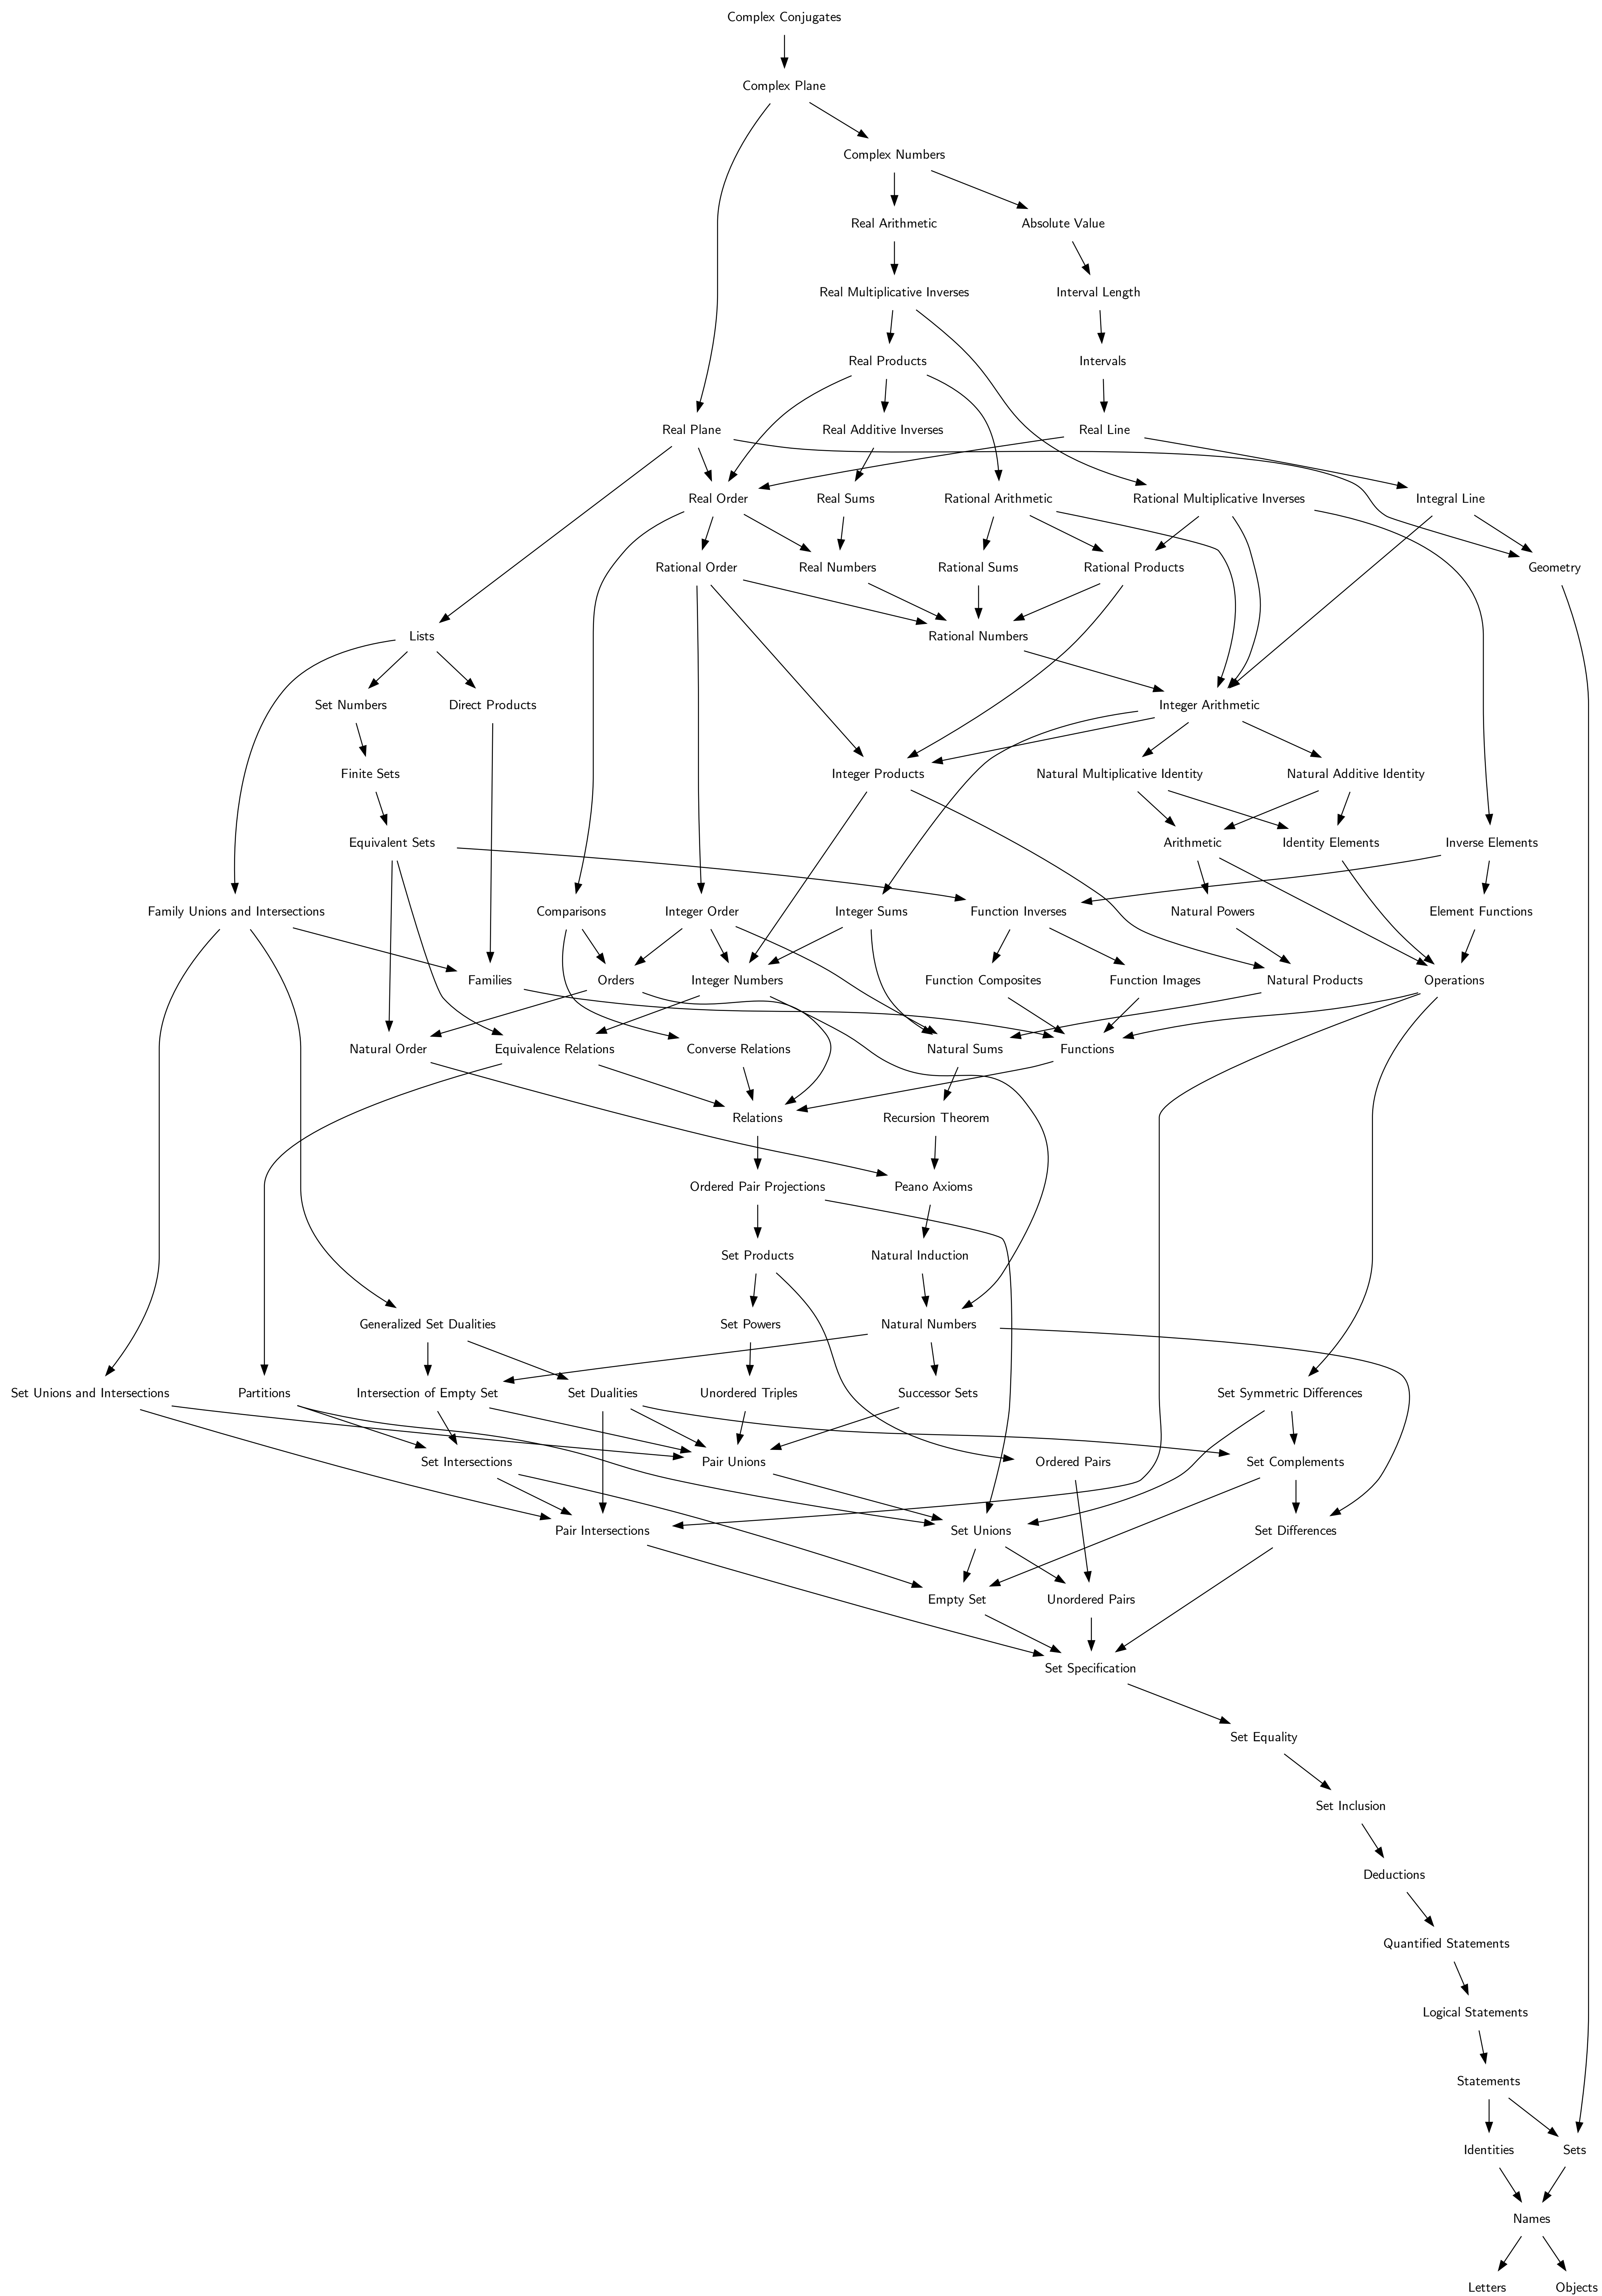 Complex Conjugates
Complex Plane
Complex Numbers
Real Arithmetic
Absolute Value
Real Multiplicative Inverses
Interval Length
Real Products
Intervals
Real Plane
Real Additive Inverses
Real Line
Real Order
Real Sums
Rational Arithmetic
Rational Multiplicative Inverses
Integral Line
Rational Order
Real Numbers
Rational Sums
Rational Products
Geometry
Lists
Rational Numbers
Set Numbers
Direct Products
Integer Arithmetic
Finite Sets
Integer Products
Natural Multiplicative Identity
Natural Additive Identity
Equivalent Sets
Arithmetic
Identity Elements
Inverse Elements
Family Unions and Intersections
Comparisons
Integer Order
Integer Sums
Function Inverses
Natural Powers
Element Functions
Families
Orders
Integer Numbers
Function Composites
Function Images
Natural Products
Operations
Natural Order
Equivalence Relations
Converse Relations
Natural Sums
Functions
Relations
Recursion Theorem
Ordered Pair Projections
Peano Axioms
Set Products
Natural Induction
Generalized Set Dualities
Set Powers
Natural Numbers
Set Unions and Intersections
Partitions
Intersection of Empty Set
Set Dualities
Unordered Triples
Successor Sets
Set Symmetric Differences
Set Intersections
Pair Unions
Ordered Pairs
Set Complements
Pair Intersections
Set Unions
Set Differences
Empty Set
Unordered Pairs
Set Specification
Set Equality
Set Inclusion
Deductions
Quantified Statements
Logical Statements
Statements
Identities
Sets
Names
Letters
Objects